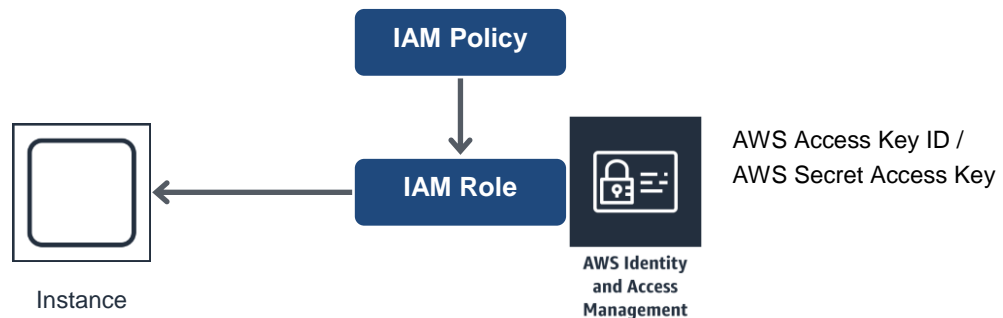 IAM Policy
IAM Role
AWS Access Key ID /
AWS Secret Access Key
AWS Identity
and Access
Management
Instance